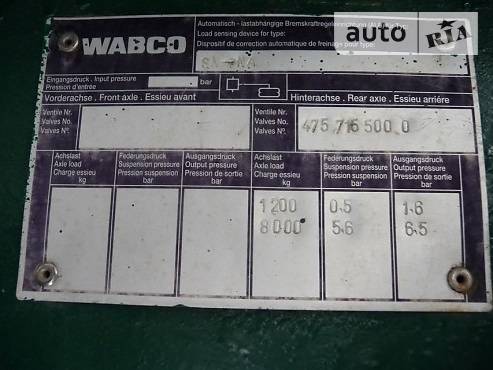 WABCO
Automatisch - lastabhängige Bremskraftregeleinrichtung
Load sensing device for type:
Dispositif de correction automatique de freinage pour type:
auto RIA
Eingangsdruck . Input pressure
Pression d'entrée
bar
Vorderachse . Front axle . Essieu avant
Hinterachse . Rear axle . Essieu arrière
Ventile Nr.
Valves No.
Valves Nos.
Ventile Nr.
Valves No.
Valves Nos.
475 715 500 0
Achslast
Axle load
Charge essieu
kg
Federungsdruck
Suspension pressure
Pression suspension
bar
Ausgangsdruck
Output pressure
Pression de sortie
bar
Achslast
Axle load
Charge essieu
kg
Federungsdruck
Suspension pressure
Pression suspension
bar
Ausgangsdruck
Output pressure
Pression de sortie
bar
1200 0.5 1.6
8000 5.6 6.5